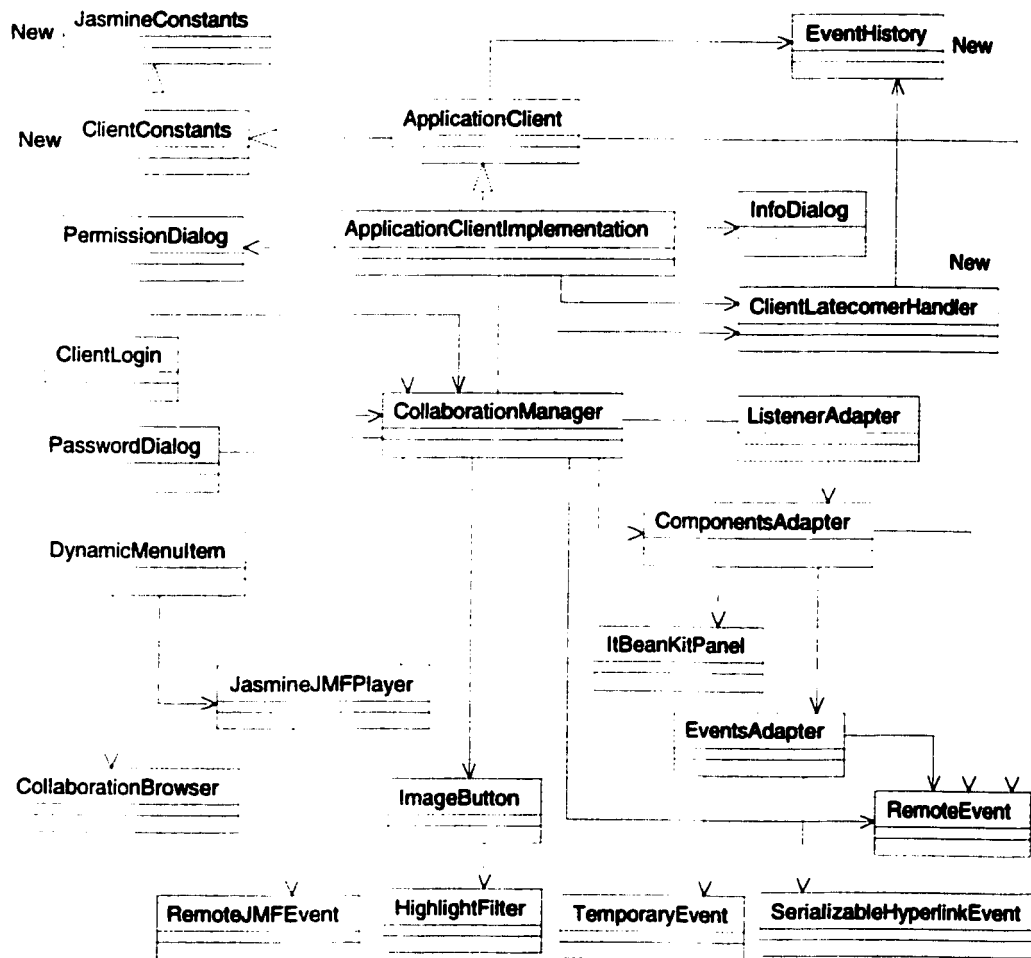 New
JasmineConstants
EventHistory
New
New
ClientConstants
ApplicationClient
PermissionDialog
ApplicationClientImplementation
InfoDialog
New
ClientLatecomerHandler
ClientLogin
CollaborationManager
ListenerAdapter
PasswordDialog
ComponentsAdapter
DynamicMenuItem
ItBeanKitPanel
JasmineJMFPlayer
EventsAdapter
CollaborationBrowser
ImageButton
RemoteEvent
RemoteJMFEvent
HighlightFilter
TemporaryEvent
SerializableHyperlinkEvent